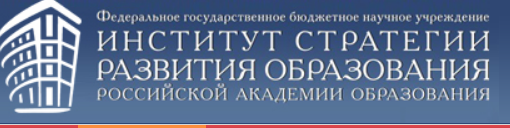 Федеральное государственное бюджетное научное учреждение
ИНСТИТУТ СТРАТЕГИИ
РАЗВИТИЯ ОБРАЗОВАНИЯ
РОССИЙСКОЙ АКАДЕМИИ ОБРАЗОВАНИЯ